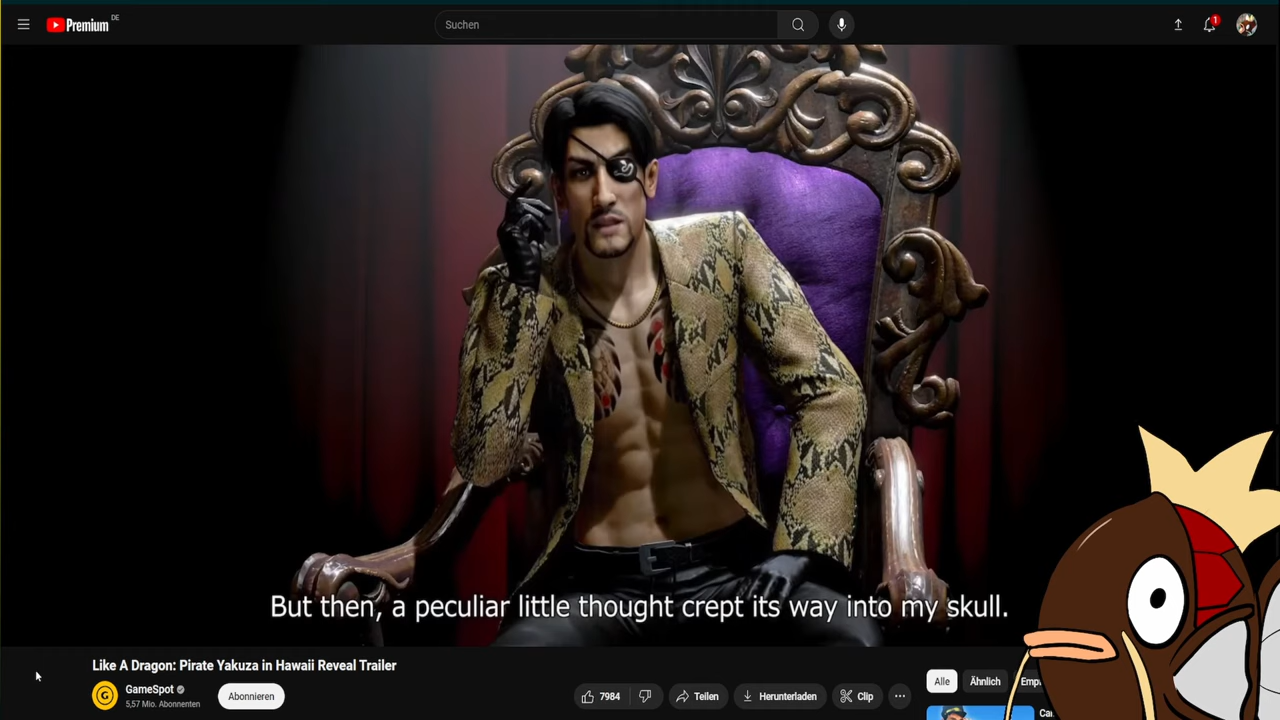 Premium DE
Suchen
1
But then, a peculiar little thought crept its way into my skull.
Like A Dragon: Pirate Yakuza in Hawaii Reveal Trailer
GameSpot
5,57 Mio. Abonnenten
Abonnieren
7984
Teilen
Herunterladen
Clip
Alle
Ähnlich